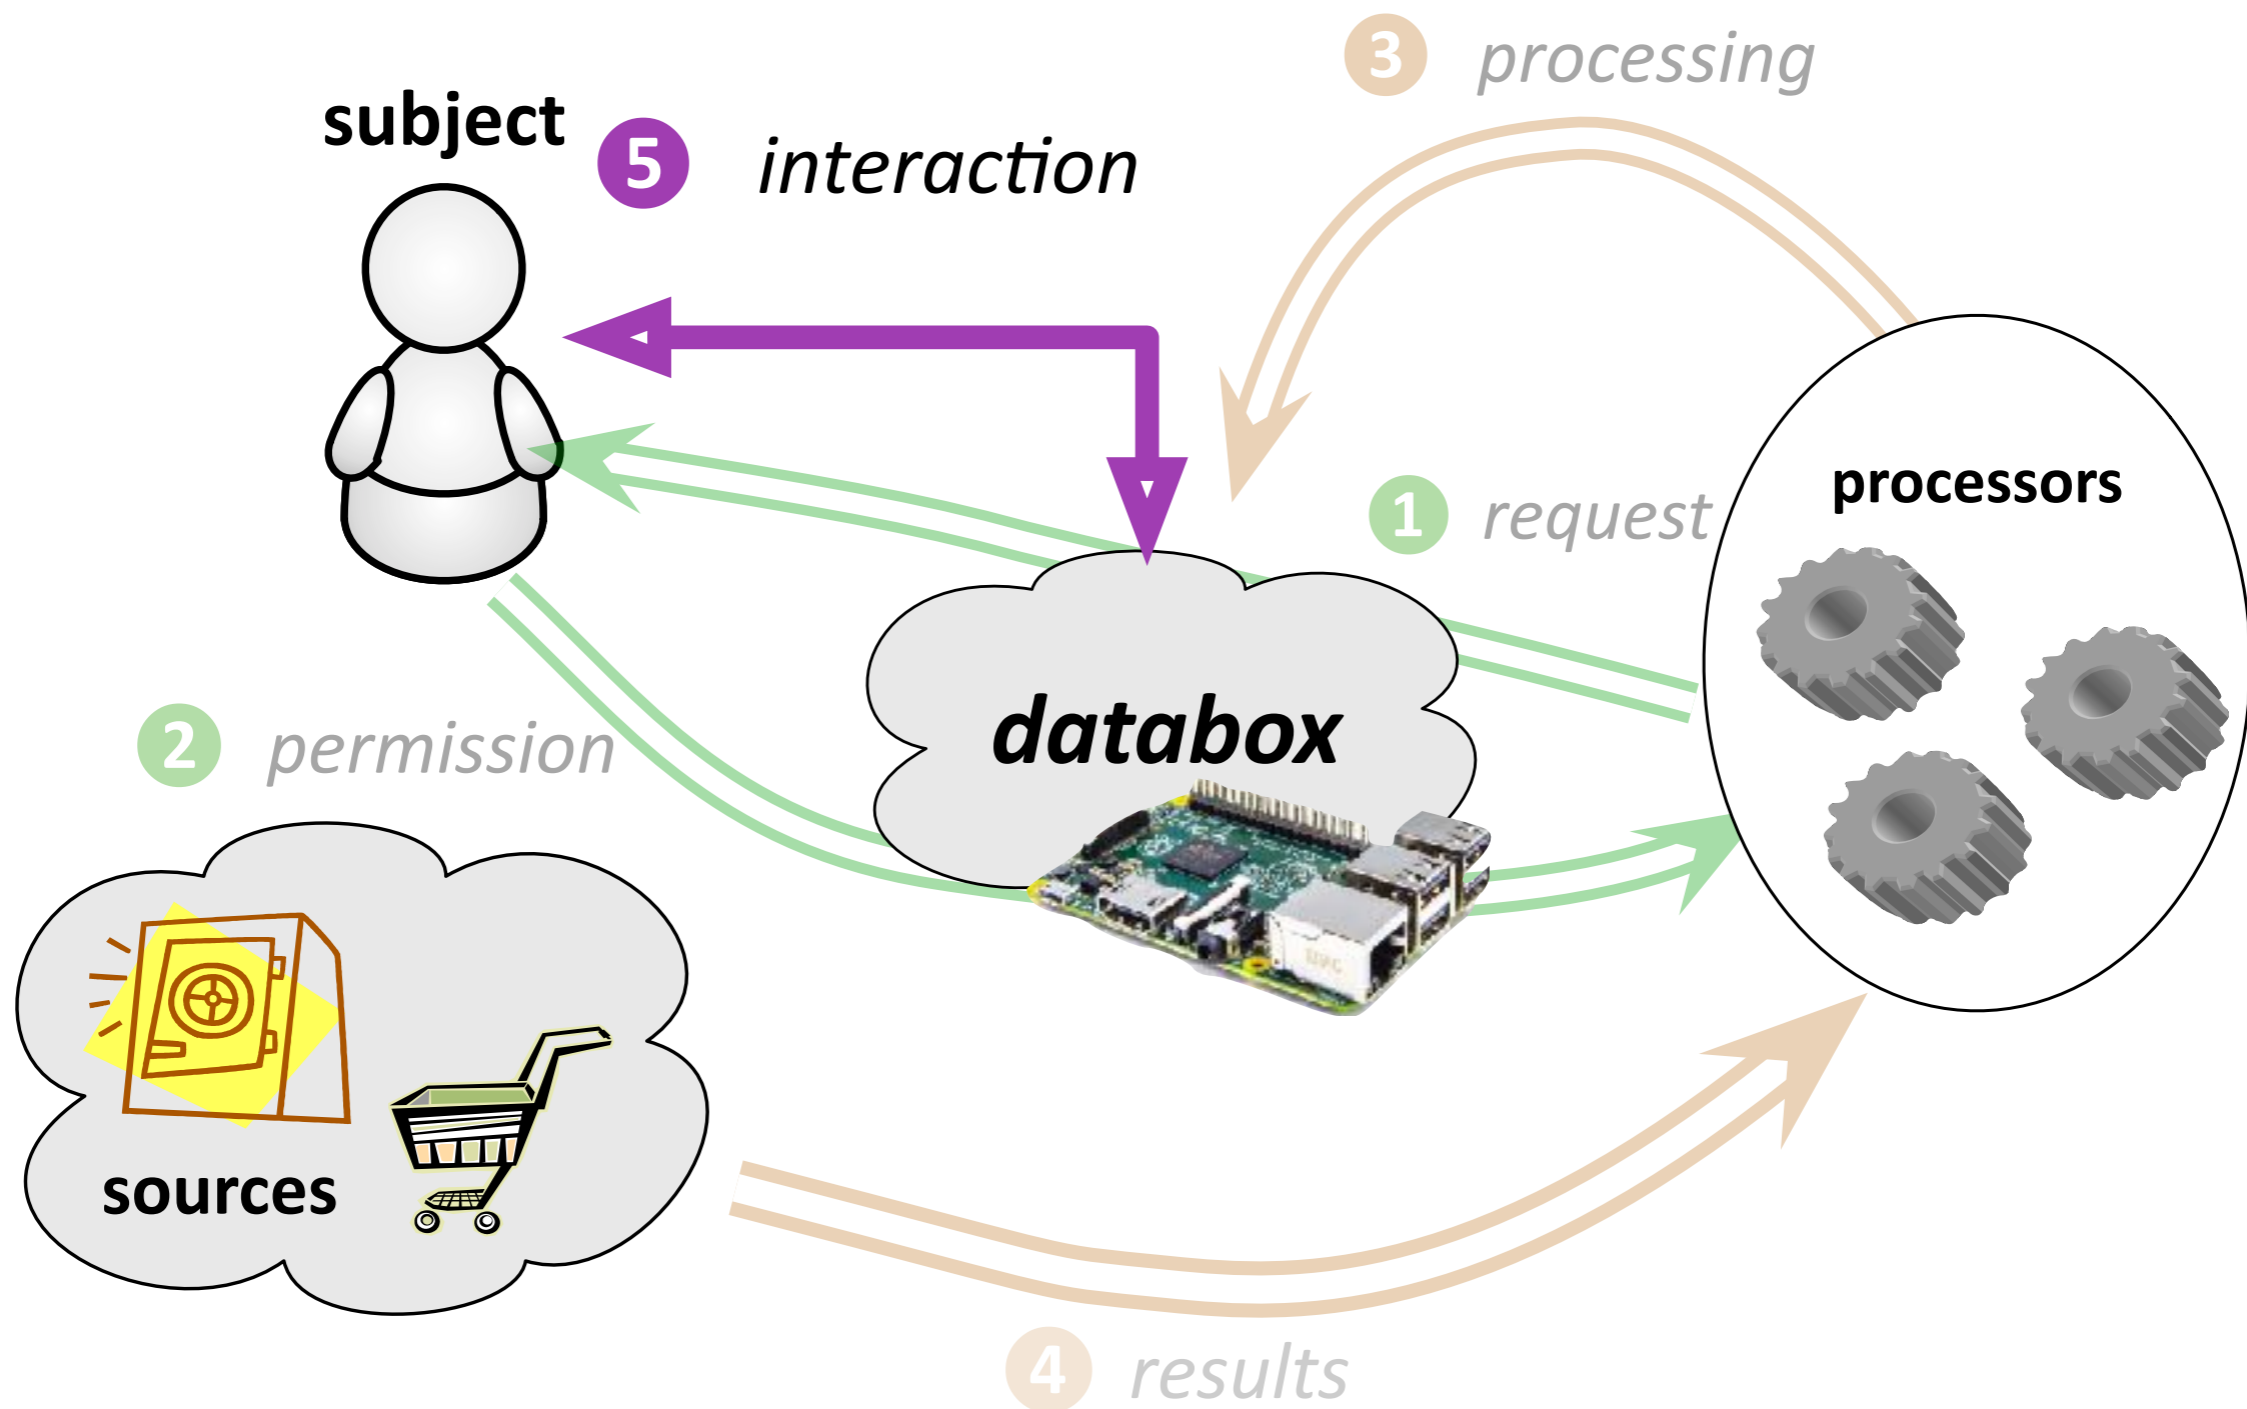 3 processing
subject
5 interaction
1 request
processors
2 permission
databox
sources
4 results